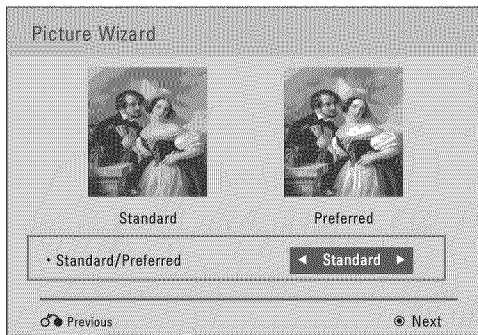 Picture Wizard
Standard Preferred
• Standard/Preferred ◄ Standard ►
Previous ◉ Next